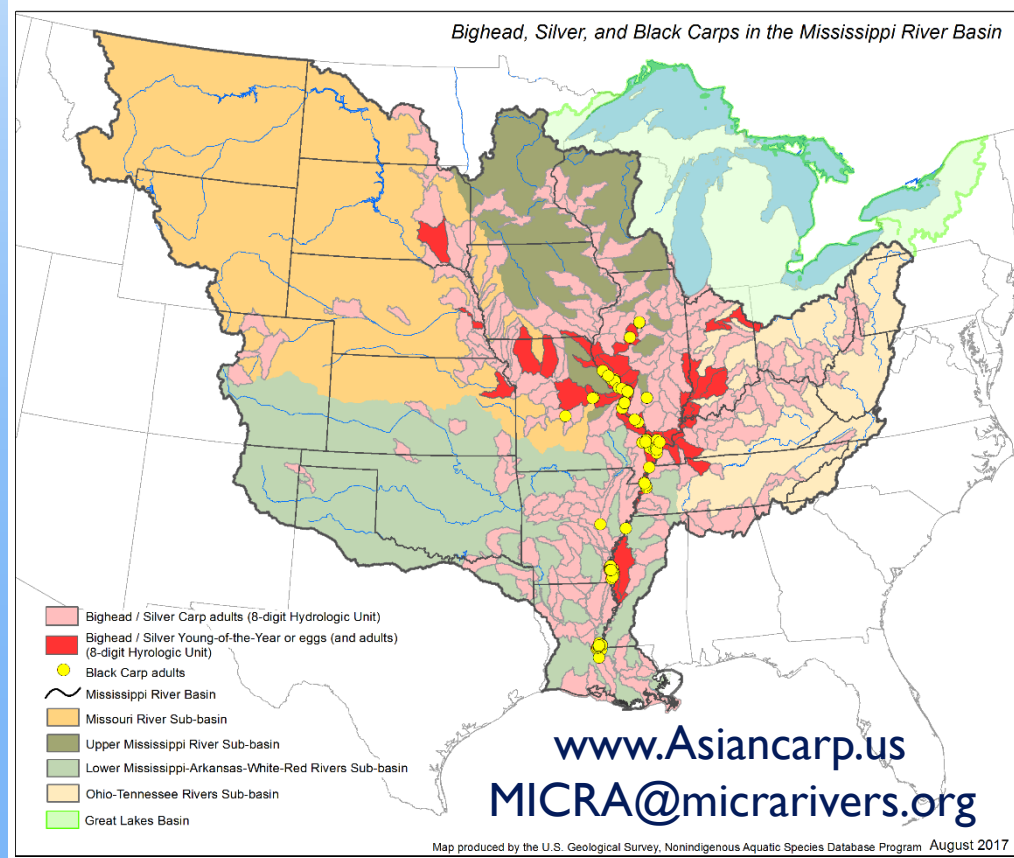 Bighead, Silver, and Black Carps in the Mississippi River Basin
Bighead / Silver Carp adults (8-digit Hydrologic Unit)
Bighead / Silver Young-of-the-Year or eggs (and adults)
(8-digit Hyrologic Unit)
Black Carp adults
Mississippi River Basin
Missouri River Sub-basin
Upper Mississippi River Sub-basin
Lower Mississippi-Arkansas-White-Red Rivers Sub-basin
Ohio-Tennessee Rivers Sub-basin
Great Lakes Basin
www.Asiancarp.us
MICRA@micrarivers.org
Map produced by the U.S. Geological Survey, Nonindigenous Aquatic Species Database Program August 2017